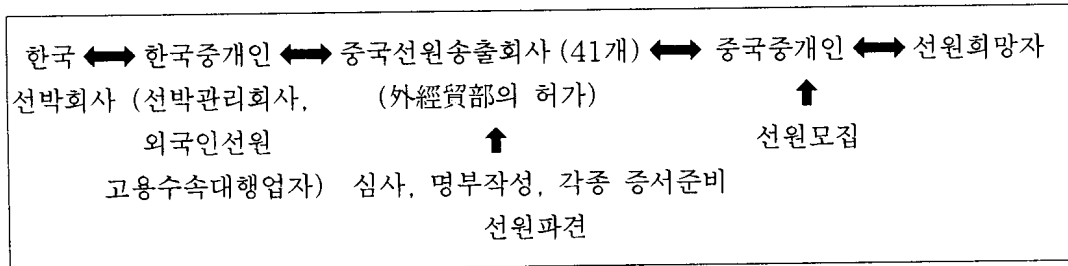 한국 ⬌ 한국중개인 ⬌ 중국선원송출회사 (41개) ⬌ 중국중개인 ⬌ 선원희망자
선박회사 (선박관리회사, (外經貿部의 허가) ⬆
외국인선원 ⬆ 선원모집
고용수속대행업자) 심사, 명부작성, 각종 증서준비
선원파견